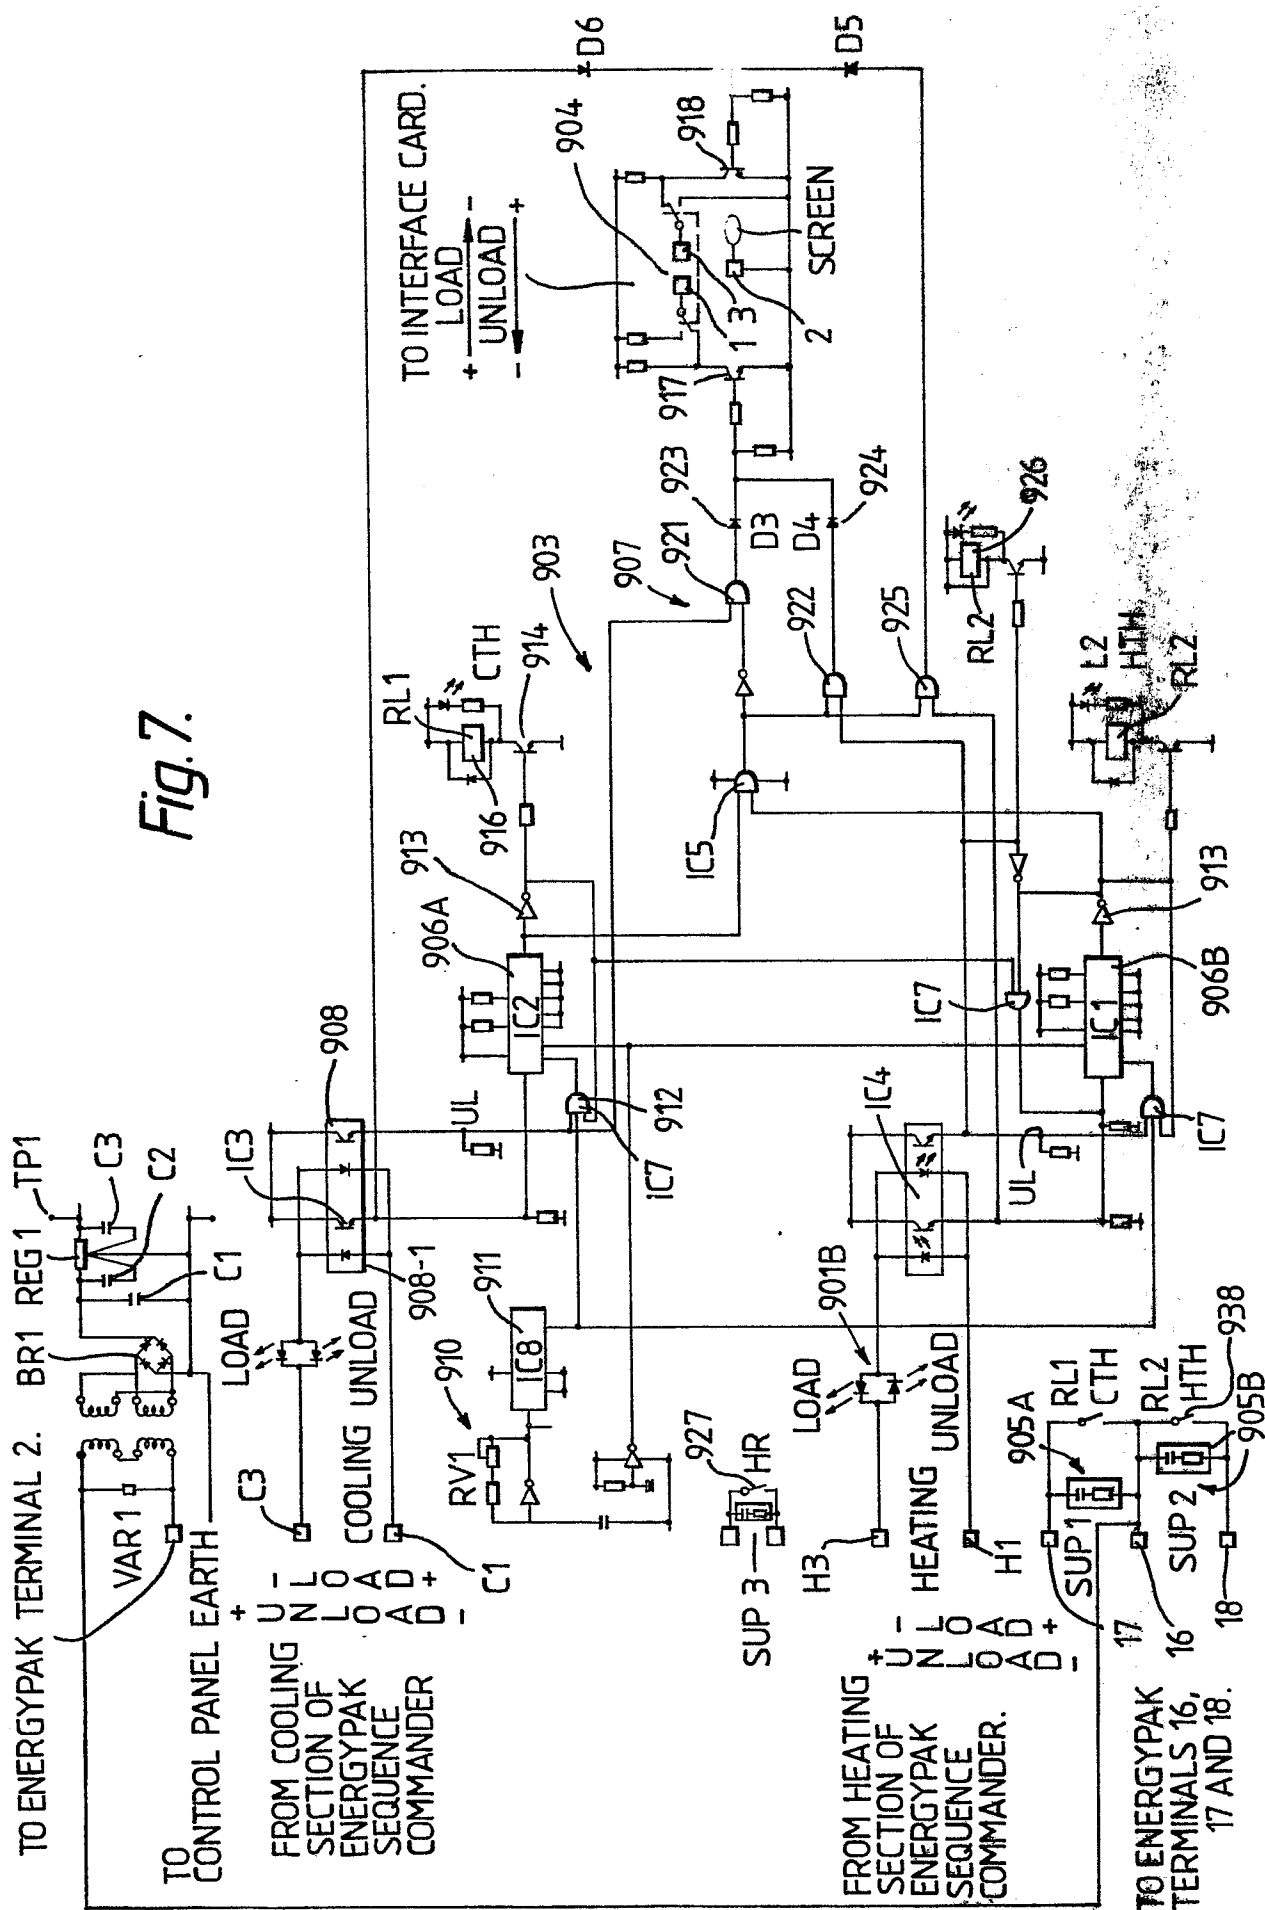 Fig. 7.
TO ENERGYPAK TERMINAL 2.
BR1
REG1
TP1
C3
C2
C1
VAR1
TO
CONTROL PANEL EARTH
LOAD
COOLING UNLOAD
C3
C1
+ -
U N L O A D
L O A D
- +
FROM COOLING
SECTION OF
ENERGYPAK
SEQUENCE
COMMANDER
IC3
908
908-1
UL
IC8
911
910
RV1
IC7
912
IC2
906A
913
RL1
CTH
914
916
903
907
921
923
D3
D4
924
922
925
IC5
TO INTERFACE CARD.
LOAD
+ -
UNLOAD
- +
904
917
1
3
2
918
SCREEN
D6
D5
927
HR
SUP 3
H3
H1
LOAD
HEATING UNLOAD
901B
IC4
UL
IC7
IC7
IC1
906B
913
RL2
926
L2
HTH
RL2
+ -
U N L O A D
L O A D
- +
FROM HEATING
SECTION OF
ENERGYPAK
SEQUENCE
COMMANDER.
905A
RL1
CTH
RL2
HTH
938
905B
SUP1
SUP2
17
16
18
TO ENERGYPAK
TERMINALS 16,
17 AND 18.